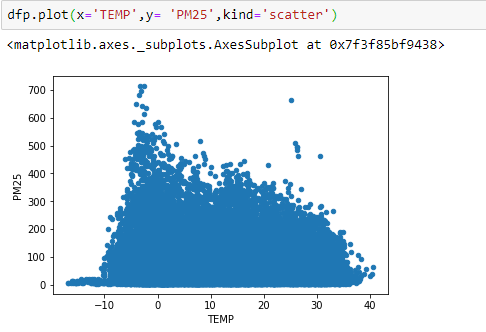 dfp.plot(x='TEMP',y= 'PM25',kind='scatter')
<matplotlib.axes._subplots.AxesSubplot at 0x7f3f85bf9438>
700
600
500
400
300
200
100
0
PM25
−10 0 10 20 30 40
TEMP